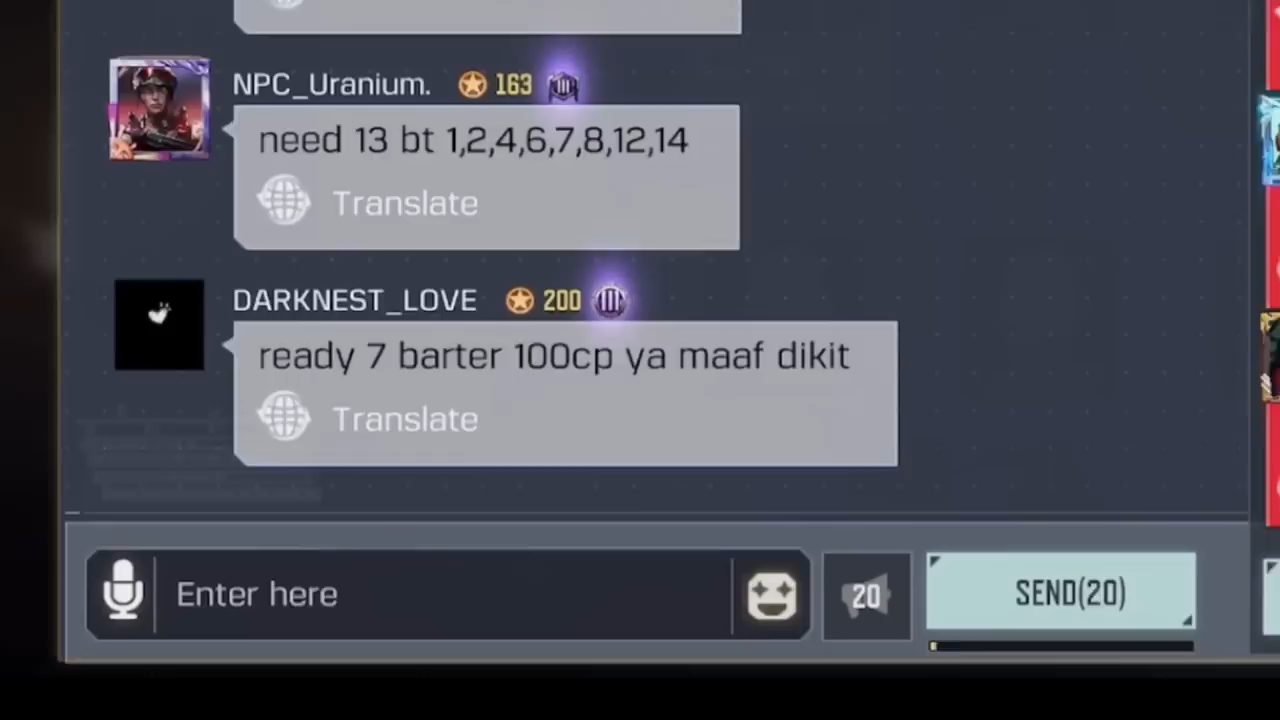 NPC_Uranium. 163
need 13 bt 1,2,4,6,7,8,12,14
Translate
DARKNEST_LOVE 200
ready 7 barter 100cp ya maaf dikit
Translate
Enter here
20
SEND(20)